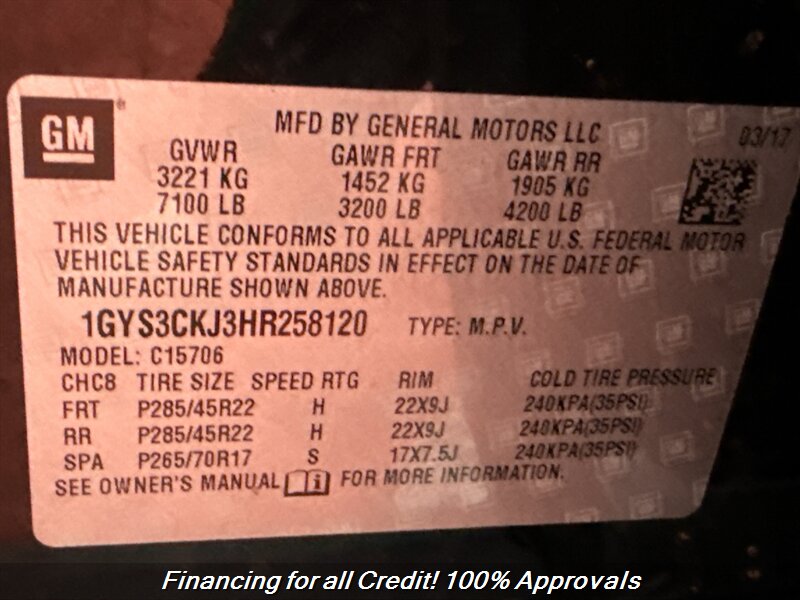 GM
MFD BY GENERAL MOTORS LLC 03/17
GVWR GAWR FRT GAWR RR
3221 KG 1452 KG 1905 KG
7100 LB 3200 LB 4200 LB
THIS VEHICLE CONFORMS TO ALL APPLICABLE U.S. FEDERAL MOTOR
VEHICLE SAFETY STANDARDS IN EFFECT ON THE DATE OF
MANUFACTURE SHOWN ABOVE.
1GYS3CKJ3HR258120 TYPE: M.P.V.
MODEL: C15706
CHC8 TIRE SIZE SPEED RTG RIM COLD TIRE PRESSURE
FRT P285/45R22 H 22X9J 240KPA(35PSI)
RR P285/45R22 H 22X9J 240KPA(35PSI)
SPA P265/70R17 S 17X7.5J 240KPA(35PSI)
SEE OWNER'S MANUAL i FOR MORE INFORMATION.
Financing for all Credit! 100% Approvals